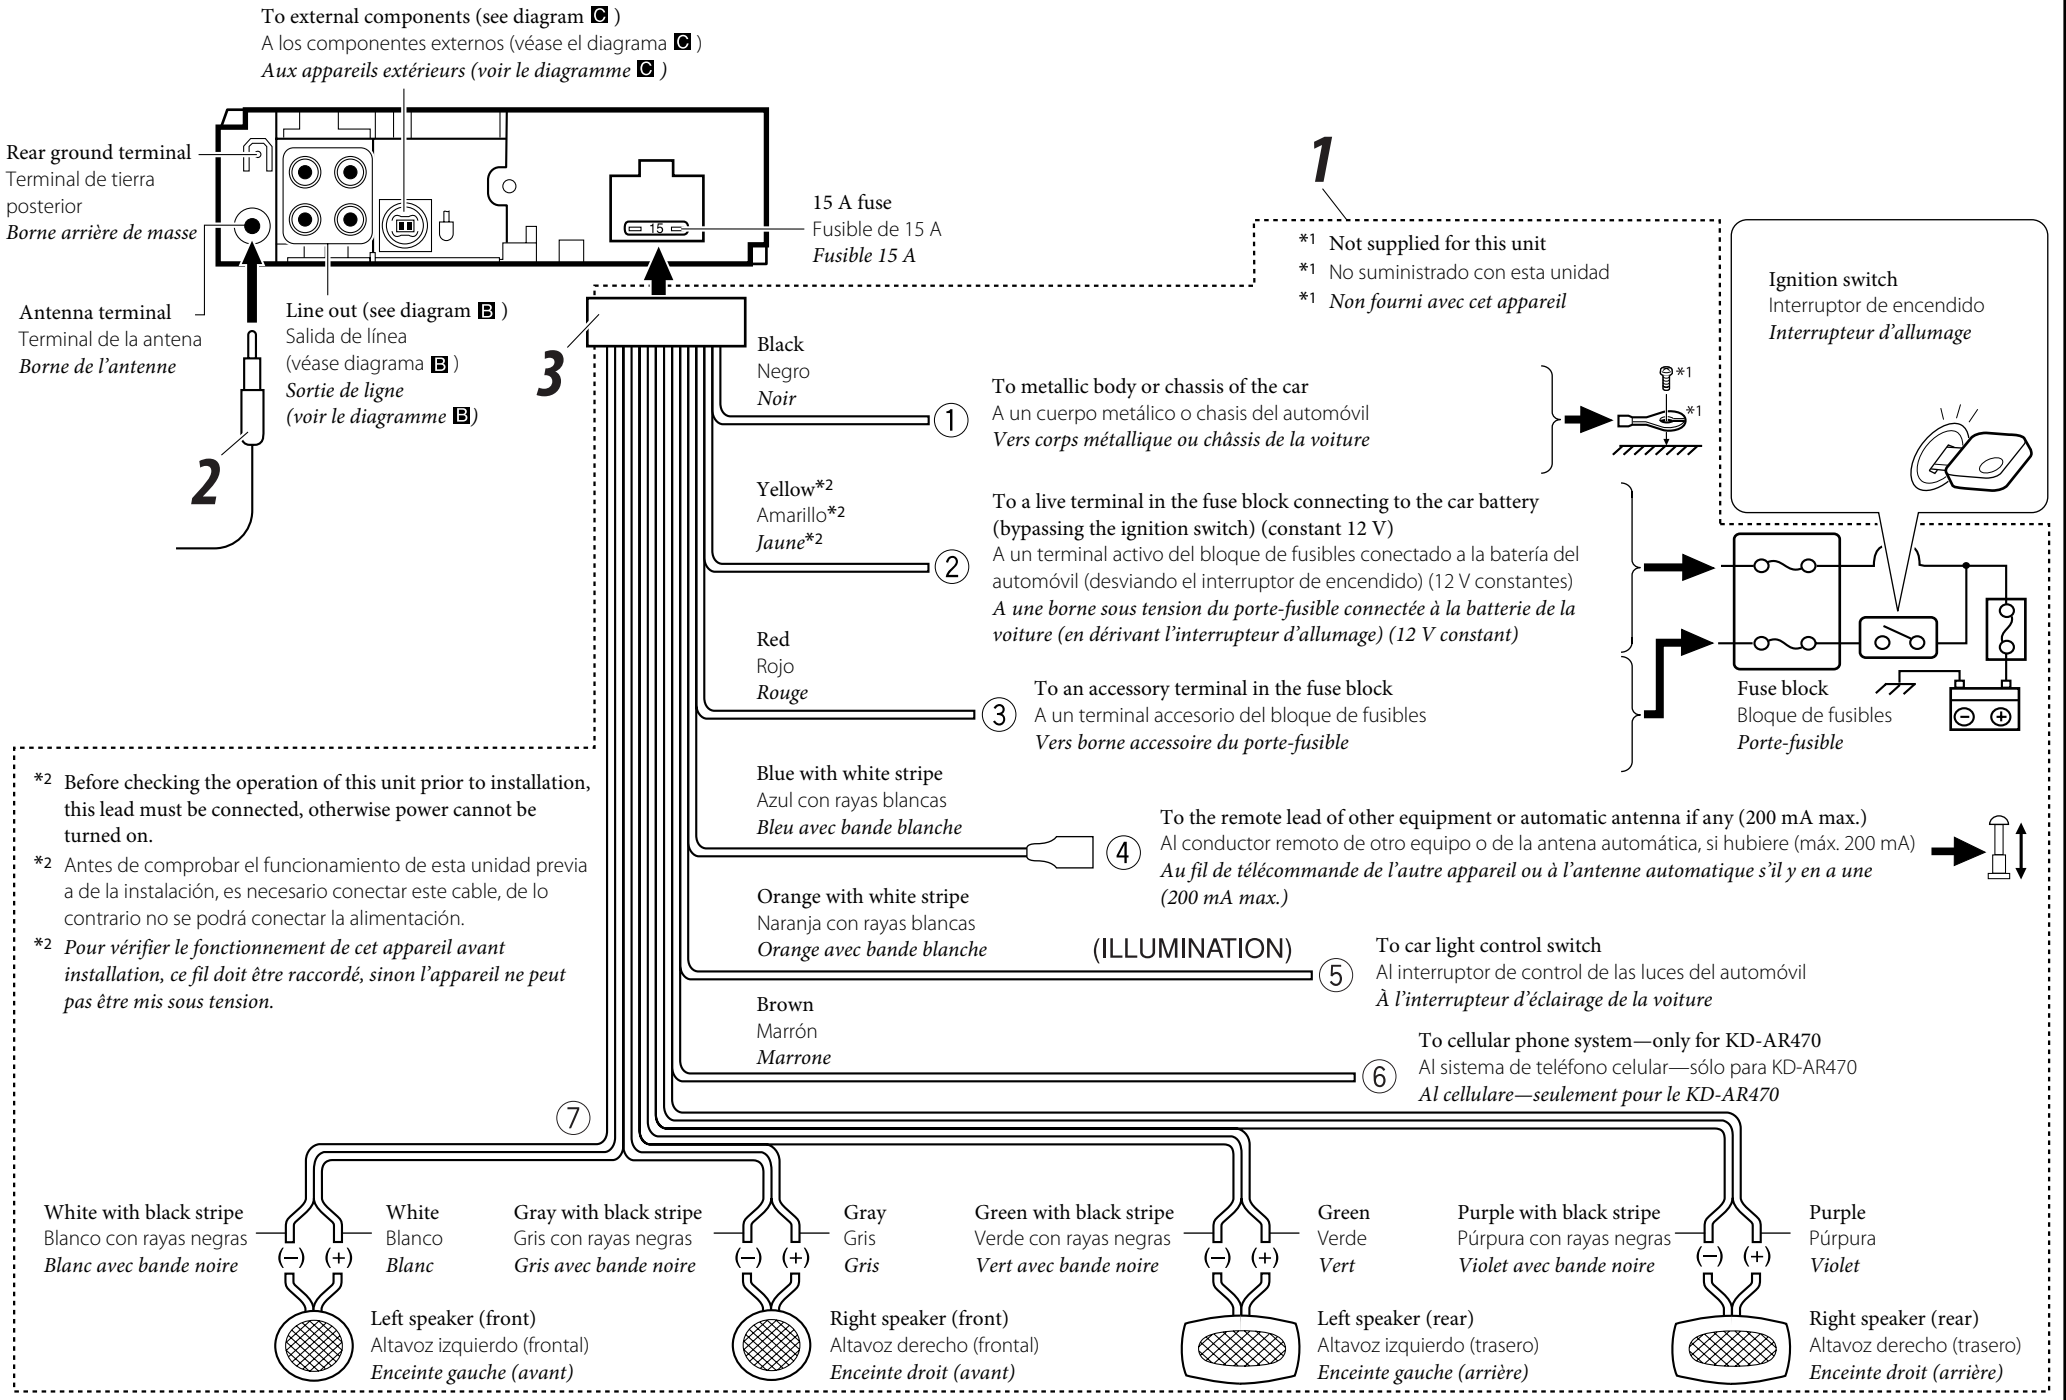 To external components (see diagram C )
A los componentes externos (véase el diagrama C )
Aux appareils extérieurs (voir le diagramme C )
Rear ground terminal
Terminal de tierra
posterior
Borne arrière de masse
15
15 A fuse
Fusible de 15 A
Fusible 15 A
Antenna terminal
Terminal de la antena
Borne de l'antenne
Line out (see diagram B )
Salida de línea
(véase diagrama B )
Sortie de ligne
(voir le diagramme B)
1
2
3
*1 Not supplied for this unit
*1 No suministrado con esta unidad
*1 Non fourni avec cet appareil
Ignition switch
Interruptor de encendido
Interrupteur d'allumage
Black
Negro
Noir
①
To metallic body or chassis of the car
A un cuerpo metálico o chasis del automóvil
Vers corps métallique ou châssis de la voiture
*1
*1
Yellow*2
Amarillo*2
Jaune*2
②
To a live terminal in the fuse block connecting to the car battery
(bypassing the ignition switch) (constant 12 V)
A un terminal activo del bloque de fusibles conectado a la batería del
automóvil (desviando el interruptor de encendido) (12 V constantes)
A une borne sous tension du porte-fusible connectée à la batterie de la
voiture (en dérivant l'interrupteur d'allumage) (12 V constant)
Red
Rojo
Rouge
③
To an accessory terminal in the fuse block
A un terminal accesorio del bloque de fusibles
Vers borne accessoire du porte-fusible
Fuse block
Bloque de fusibles
Porte-fusible
*2 Before checking the operation of this unit prior to installation,
this lead must be connected, otherwise power cannot be
turned on.
*2 Antes de comprobar el funcionamiento de esta unidad previa
a de la instalación, es necesario conectar este cable, de lo
contrario no se podrá conectar la alimentación.
*2 Pour vérifier le fonctionnement de cet appareil avant
installation, ce fil doit être raccordé, sinon l'appareil ne peut
pas être mis sous tension.
Blue with white stripe
Azul con rayas blancas
Bleu avec bande blanche
④
To the remote lead of other equipment or automatic antenna if any (200 mA max.)
Al conductor remoto de otro equipo o de la antena automática, si hubiere (máx. 200 mA)
Au fil de télécommande de l'autre appareil ou à l'antenne automatique s'il y en a une
(200 mA max.)
Orange with white stripe
Naranja con rayas blancas
Orange avec bande blanche
(ILLUMINATION)
⑤
To car light control switch
Al interruptor de control de las luces del automóvil
À l'interrupteur d'éclairage de la voiture
Brown
Marrón
Marrone
⑥
To cellular phone system—only for KD-AR470
Al sistema de teléfono celular—sólo para KD-AR470
Al cellulare—seulement pour le KD-AR470
⑦
White with black stripe
Blanco con rayas negras
Blanc avec bande noire
(−) (+)
White
Blanco
Blanc
Left speaker (front)
Altavoz izquierdo (frontal)
Enceinte gauche (avant)
Gray with black stripe
Gris con rayas negras
Gris avec bande noire
(−) (+)
Gray
Gris
Gris
Right speaker (front)
Altavoz derecho (frontal)
Enceinte droit (avant)
Green with black stripe
Verde con rayas negras
Vert avec bande noire
(−) (+)
Green
Verde
Vert
Left speaker (rear)
Altavoz izquierdo (trasero)
Enceinte gauche (arrière)
Purple with black stripe
Púrpura con rayas negras
Violet avec bande noire
(−) (+)
Purple
Púrpura
Violet
Right speaker (rear)
Altavoz derecho (trasero)
Enceinte droit (arrière)